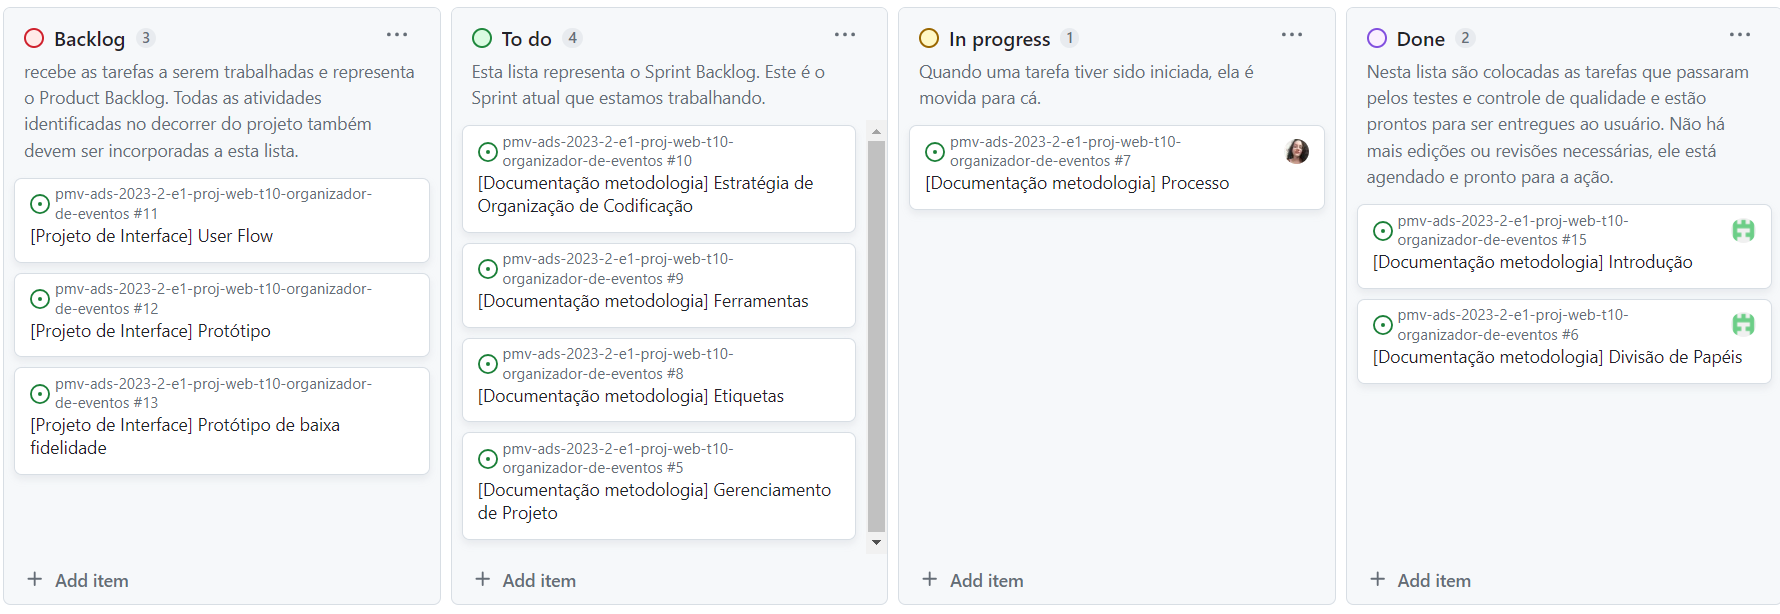 Backlog 3
recebe as tarefas a serem trabalhadas e representa
o Product Backlog. Todas as atividades
identificadas no decorrer do projeto também
devem ser incorporadas a esta lista.
pmv-ads-2023-2-e1-proj-web-t10-organizador-
de-eventos #11
[Projeto de Interface] User Flow
pmv-ads-2023-2-e1-proj-web-t10-organizador-
de-eventos #12
[Projeto de Interface] Protótipo
pmv-ads-2023-2-e1-proj-web-t10-organizador-
de-eventos #13
[Projeto de Interface] Protótipo de baixa
fidelidade
+ Add item
To do 4
Esta lista representa o Sprint Backlog. Este é o
Sprint atual que estamos trabalhando.
pmv-ads-2023-2-e1-proj-web-t10-
organizador-de-eventos #10
[Documentação metodologia] Estratégia de
Organização de Codificação
pmv-ads-2023-2-e1-proj-web-t10-
organizador-de-eventos #9
[Documentação metodologia] Ferramentas
pmv-ads-2023-2-e1-proj-web-t10-
organizador-de-eventos #8
[Documentação metodologia] Etiquetas
pmv-ads-2023-2-e1-proj-web-t10-
organizador-de-eventos #5
[Documentação metodologia] Gerenciamento
de Projeto
+ Add item
In progress 1
Quando uma tarefa tiver sido iniciada, ela é
movida para cá.
pmv-ads-2023-2-e1-proj-web-t10-
organizador-de-eventos #7
[Documentação metodologia] Processo
+ Add item
Done 2
Nesta lista são colocadas as tarefas que passaram
pelos testes e controle de qualidade e estão
prontos para ser entregues ao usuário. Não há
mais edições ou revisões necessárias, ele está
agendado e pronto para a ação.
pmv-ads-2023-2-e1-proj-web-t10-
organizador-de-eventos #15
[Documentação metodologia] Introdução
pmv-ads-2023-2-e1-proj-web-t10-
organizador-de-eventos #6
[Documentação metodologia] Divisão de Papéis
+ Add item